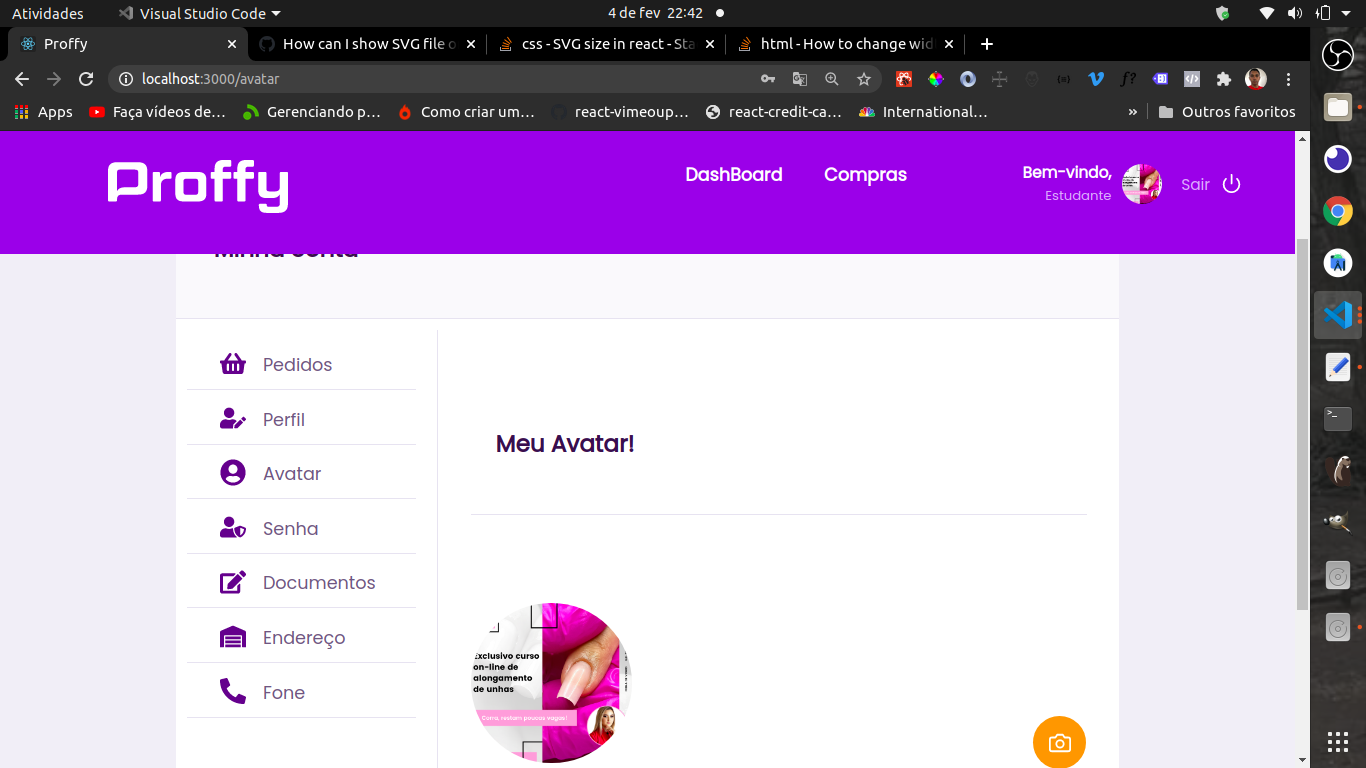 Atividades
Visual Studio Code
4 de fev 22:42
Proffy
How can I show SVG file o
css - SVG size in react - Sta
html - How to change wid
localhost:3000/avatar
Apps
Faça vídeos de…
Gerenciando p…
Como criar um…
react-vimeoup…
react-credit-ca…
International…
»
Outros favoritos
Proffy
DashBoard
Compras
Bem-vindo,
Estudante
Sair
Minha conta
Pedidos
Perfil
Avatar
Senha
Documentos
Endereço
Fone
Meu Avatar!
Exclusivo curso
on-line de
alongamento
de unhas
Corra, restam poucas vagas!